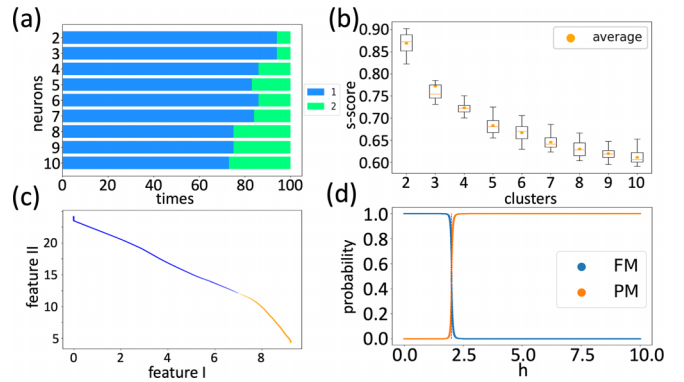 (a)
neurons
2
3
4
5
6
7
8
9
10
0 20 40 60 80 100
times
1
2
(b)
s-score
0.90
0.85
0.80
0.75
0.70
0.65
0.60
average
2 3 4 5 6 7 8 9 10
clusters
(c)
feature II
20
15
10
5
0 2 4 6 8
feature I
(d)
probability
1.0
0.8
0.6
0.4
0.2
0.0
FM
PM
0.0 2.5 5.0 7.5 10.0
h